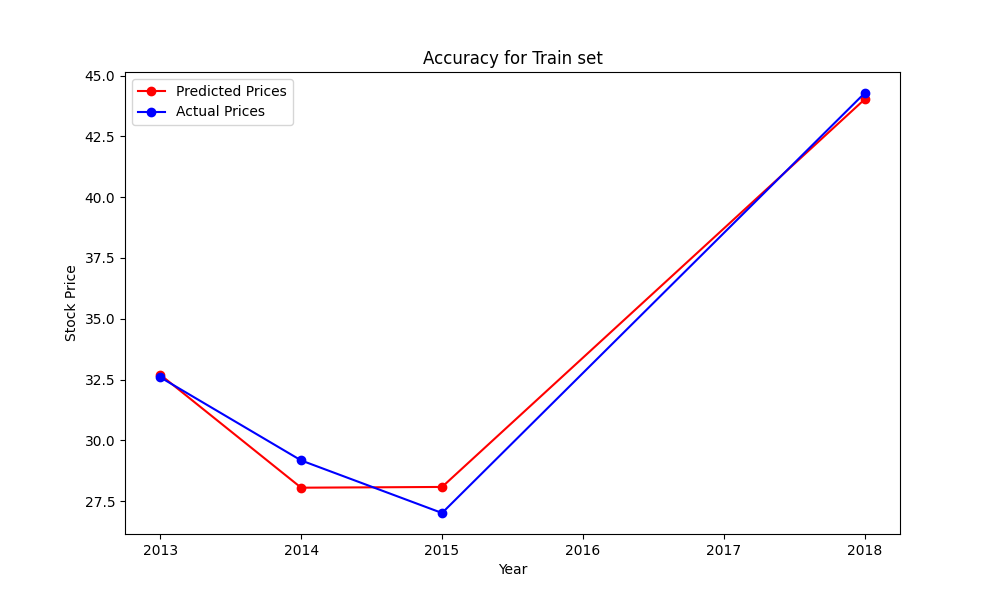 Accuracy for Train set
Predicted Prices
Actual Prices
45.0
42.5
40.0
37.5
35.0
32.5
30.0
27.5
Stock Price
2013 2014 2015 2016 2017 2018
Year